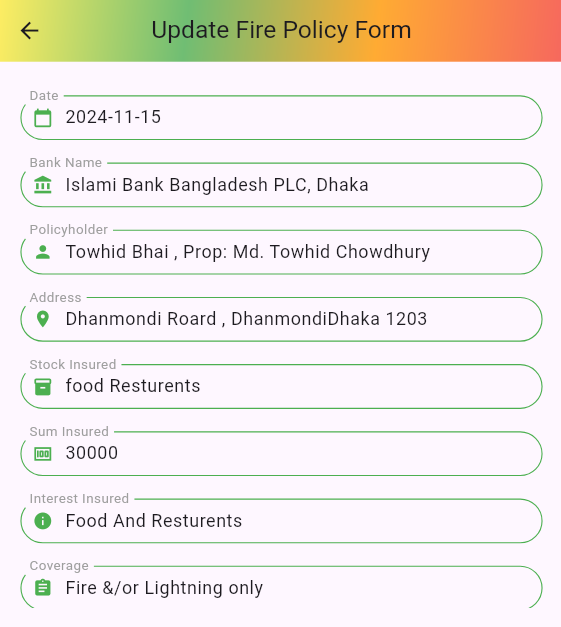 Update Fire Policy Form
Date
2024-11-15
Bank Name
Islami Bank Bangladesh PLC, Dhaka
Policyholder
Towhid Bhai , Prop: Md. Towhid Chowdhury
Address
Dhanmondi Roard , DhanmondiDhaka 1203
Stock Insured
food Resturents
Sum Insured
30000
Interest Insured
Food And Resturents
Coverage
Fire &/or Lightning only